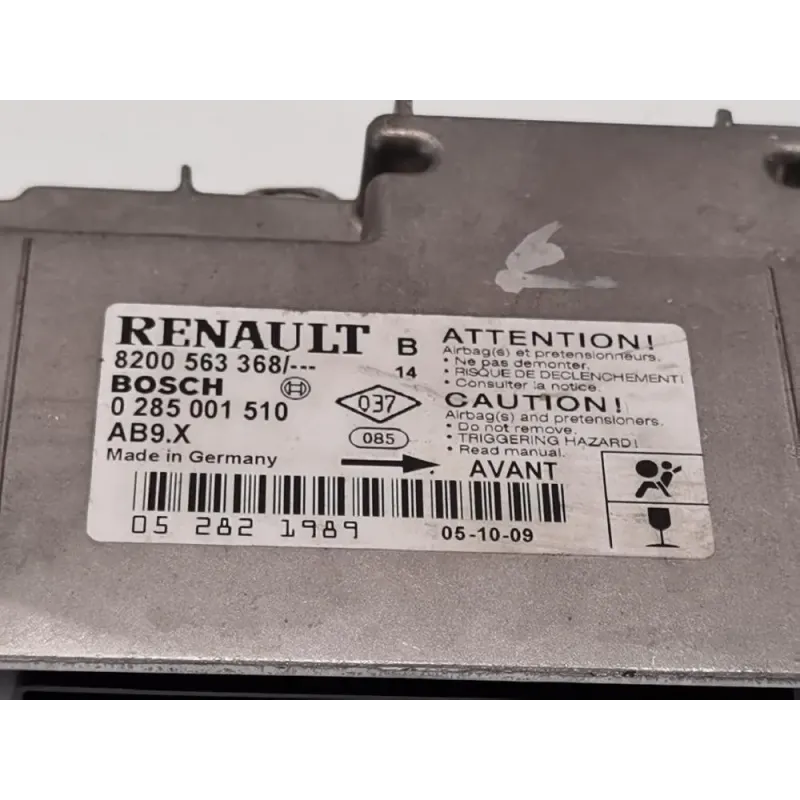 RENAULT
8200 563 368/---
BOSCH
0 285 001 510
AB9.X
Made in Germany
B
14
037
085
ATTENTION!
Airbag(s) et pretensionneurs.
• Ne pas demonter.
• RISQUE DE DECLENCHEMENT!
• Consulter la notice.
CAUTION!
Airbag(s) and pretensioners.
• Do not remove.
• TRIGGERING HAZARD!
• Read manual.
AVANT
05 282 1989
05-10-09